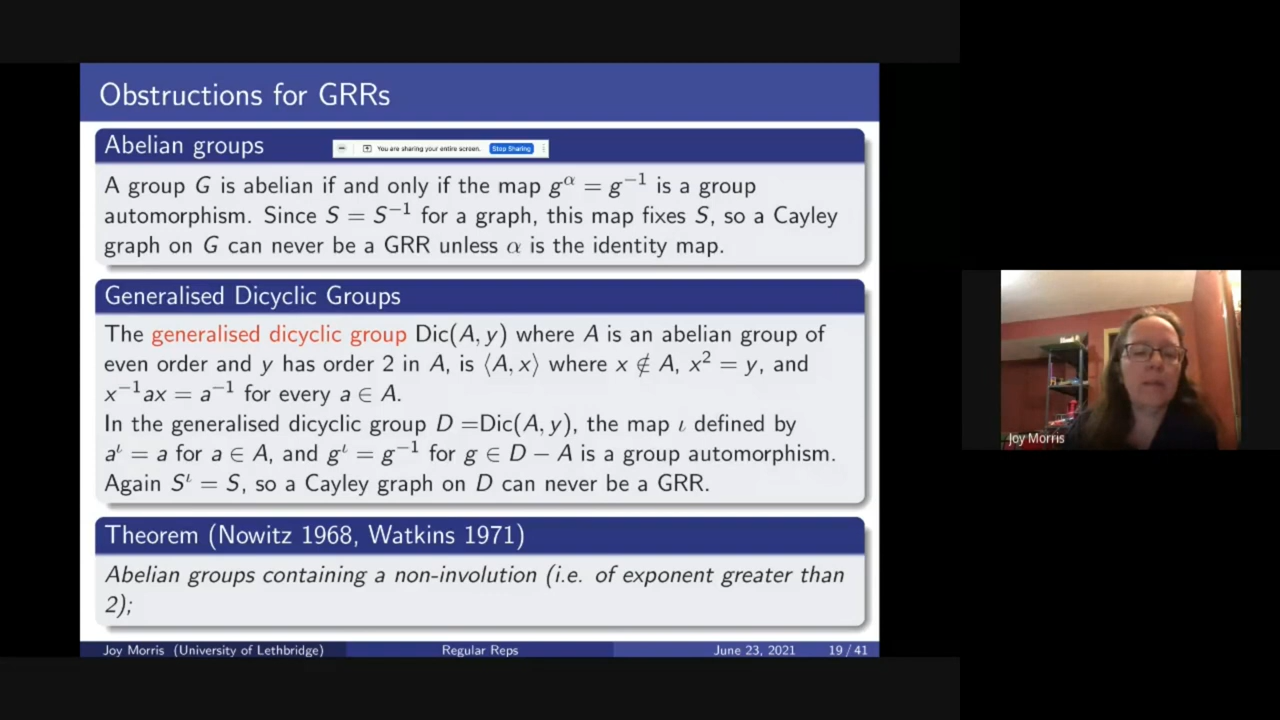 Obstructions for GRRs
Abelian groups
You are sharing your entire screen. Stop Sharing
A group G is abelian if and only if the map g^α = g⁻¹ is a group
automorphism. Since S = S⁻¹ for a graph, this map fixes S, so a Cayley
graph on G can never be a GRR unless α is the identity map.
Generalised Dicyclic Groups
The generalised dicyclic group Dic(A, y) where A is an abelian group of
even order and y has order 2 in A, is ⟨A, x⟩ where x ∉ A, x² = y, and
x⁻¹ax = a⁻¹ for every a ∈ A.
In the generalised dicyclic group D =Dic(A, y), the map ι defined by
a^ι = a for a ∈ A, and g^ι = g⁻¹ for g ∈ D − A is a group automorphism.
Again S^ι = S, so a Cayley graph on D can never be a GRR.
Theorem (Nowitz 1968, Watkins 1971)
Abelian groups containing a non-involution (i.e. of exponent greater than
2);
Joy Morris (University of Lethbridge) Regular Reps June 23, 2021 19 / 41
Joy Morris